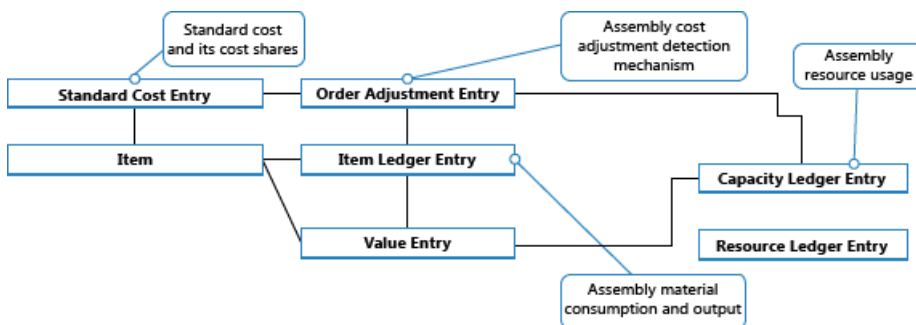 Standard cost
and its cost shares
Assembly cost
adjustment detection
mechanism
Assembly
resource usage
Standard Cost Entry
Order Adjustment Entry
Item
Item Ledger Entry
Capacity Ledger Entry
Value Entry
Resource Ledger Entry
Assembly material
consumption and output